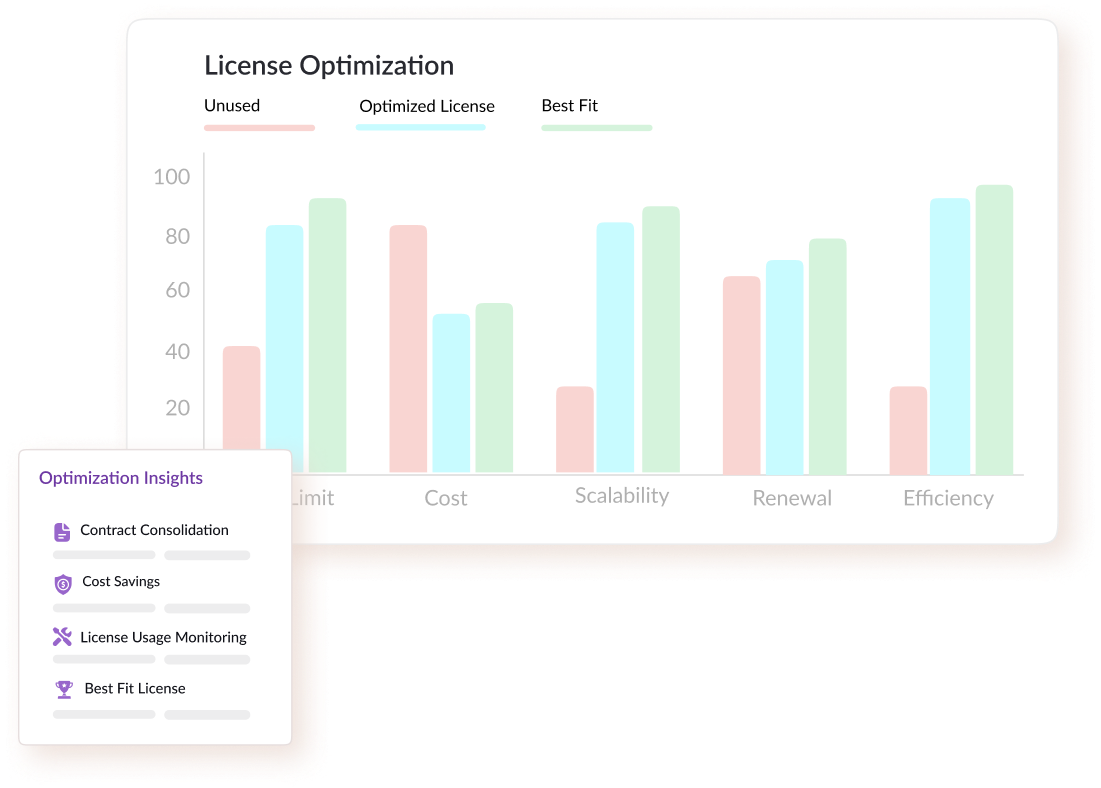 License Optimization
Unused Optimized License Best Fit
100
80
60
40
20
Limit Cost Scalability Renewal Efficiency
Optimization Insights
Contract Consolidation
Cost Savings
License Usage Monitoring
Best Fit License